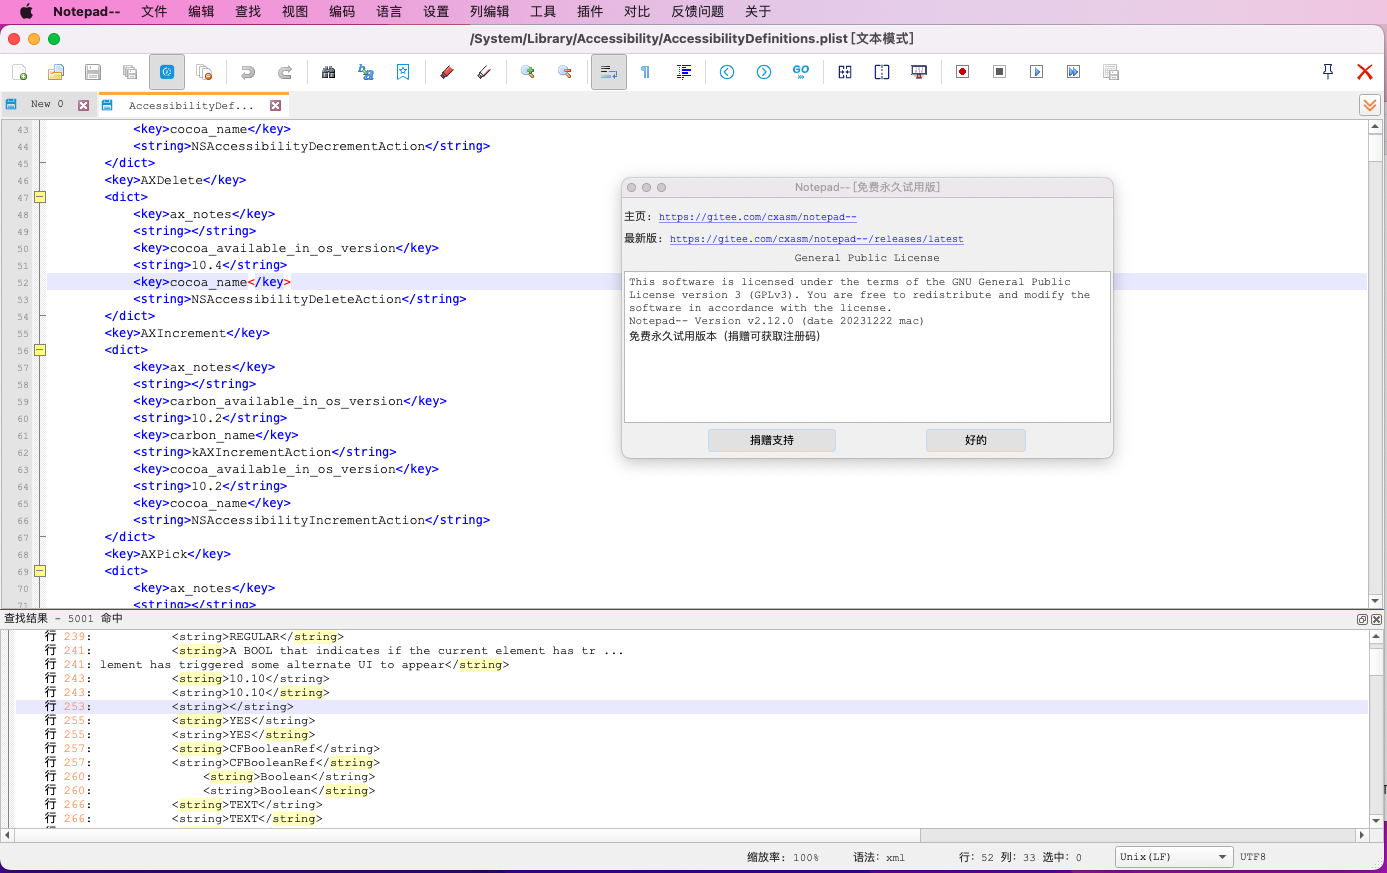 Notepad-- 文件 编辑 查找 视图 编码 语言 设置 列编辑 工具 插件 对比 反馈问题 关于
/System/Library/Accessibility/AccessibilityDefinitions.plist [文本模式]
GO
New 0 AccessibilityDef...
43 <key>cocoa_name</key>
44 <string>NSAccessibilityDecrementAction</string>
45 </dict>
46 <key>AXDelete</key>
47 <dict>
48 <key>ax_notes</key>
49 <string></string>
50 <key>cocoa_available_in_os_version</key>
51 <string>10.4</string>
52 <key>cocoa_name</key>
53 <string>NSAccessibilityDeleteAction</string>
54 </dict>
55 <key>AXIncrement</key>
56 <dict>
57 <key>ax_notes</key>
58 <string></string>
59 <key>carbon_available_in_os_version</key>
60 <string>10.2</string>
61 <key>carbon_name</key>
62 <string>kAXIncrementAction</string>
63 <key>cocoa_available_in_os_version</key>
64 <string>10.2</string>
65 <key>cocoa_name</key>
66 <string>NSAccessibilityIncrementAction</string>
67 </dict>
68 <key>AXPick</key>
69 <dict>
70 <key>ax_notes</key>
71 <string></string>
Notepad-- [免费永久试用版]
主页: https://gitee.com/cxasm/notepad--
最新版: https://gitee.com/cxasm/notepad--/releases/latest
General Public License
This software is licensed under the terms of the GNU General Public
License version 3 (GPLv3). You are free to redistribute and modify the
software in accordance with the license.
Notepad-- Version v2.12.0 (date 20231222 mac)
免费永久试用版本（捐赠可获取注册码）
捐赠支持 好的
查找结果 - 5001 命中
行 239: <string>REGULAR</string>
行 241: <string>A BOOL that indicates if the current element has tr ...
行 241: lement has triggered some alternate UI to appear</string>
行 243: <string>10.10</string>
行 243: <string>10.10</string>
行 253: <string></string>
行 255: <string>YES</string>
行 255: <string>YES</string>
行 257: <string>CFBooleanRef</string>
行 257: <string>CFBooleanRef</string>
行 260: <string>Boolean</string>
行 260: <string>Boolean</string>
行 266: <string>TEXT</string>
行 266: <string>TEXT</string>
缩放率: 100% 语法: xml 行: 52 列: 33 选中: 0 Unix(LF) UTF8